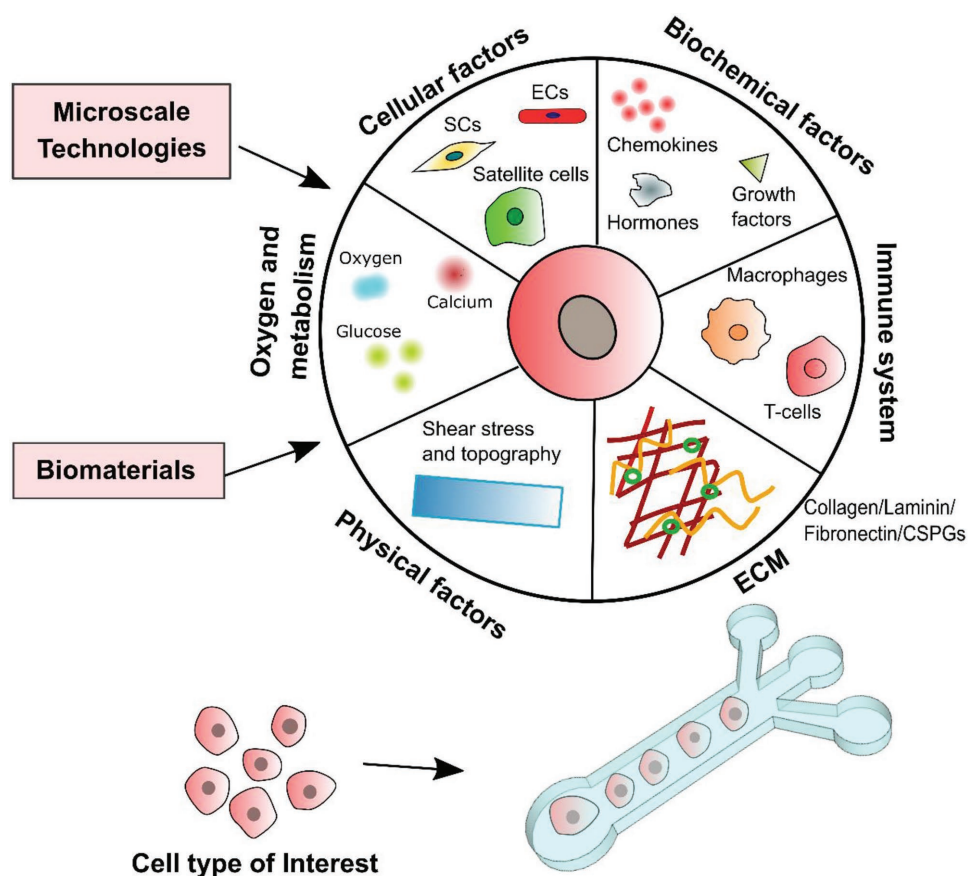 Microscale
Technologies
Biomaterials
Cellular factors
SCs
ECs
Satellite cells
Biochemical factors
Chemokines
Hormones
Growth
factors
Immune system
Macrophages
T-cells
ECM
Collagen/Laminin/
Fibronectin/CSPGs
Physical factors
Shear stress
and topography
Oxygen and
metabolism
Oxygen
Calcium
Glucose
Cell type of Interest